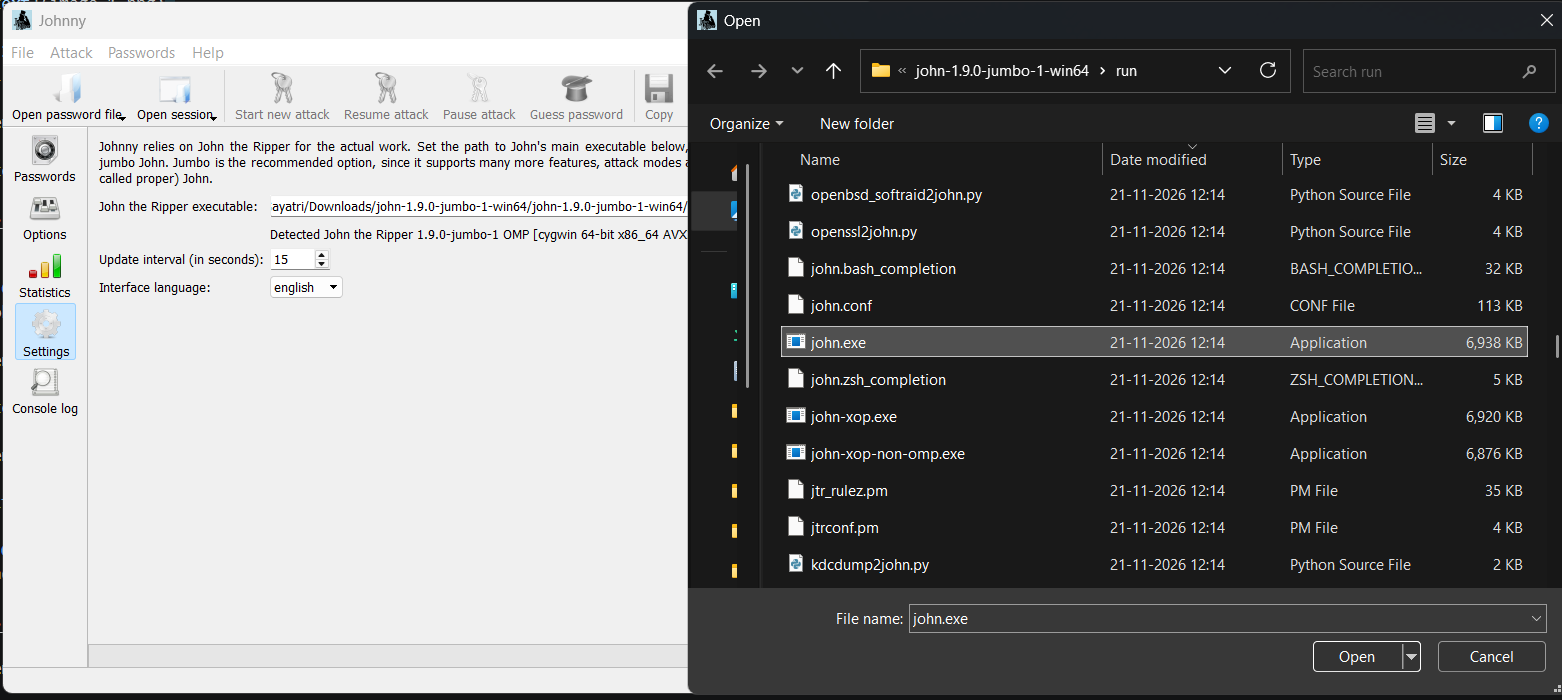 Johnny
File Attack Passwords Help
Open password file Open session Start new attack Resume attack Pause attack Guess password Copy
Passwords
Options
Statistics
Settings
Console log
Johnny relies on John the Ripper for the actual work. Set the path to John's main executable below,
jumbo John. Jumbo is the recommended option, since it supports many more features, attack modes a
called proper) John.
John the Ripper executable: ayatri/Downloads/john-1.9.0-jumbo-1-win64/john-1.9.0-jumbo-1-win64/
Detected John the Ripper 1.9.0-jumbo-1 OMP [cygwin 64-bit x86_64 AVX
Update interval (in seconds): 15
Interface language: english
Open
« john-1.9.0-jumbo-1-win64 › run
Search run
Organize New folder
Name Date modified Type Size
openbsd_softraid2john.py 21-11-2026 12:14 Python Source File 4 KB
openssl2john.py 21-11-2026 12:14 Python Source File 4 KB
john.bash_completion 21-11-2026 12:14 BASH_COMPLETIO... 32 KB
john.conf 21-11-2026 12:14 CONF File 113 KB
john.exe 21-11-2026 12:14 Application 6,938 KB
john.zsh_completion 21-11-2026 12:14 ZSH_COMPLETION... 5 KB
john-xop.exe 21-11-2026 12:14 Application 6,920 KB
john-xop-non-omp.exe 21-11-2026 12:14 Application 6,876 KB
jtr_rulez.pm 21-11-2026 12:14 PM File 35 KB
jtrconf.pm 21-11-2026 12:14 PM File 4 KB
kdcdump2john.py 21-11-2026 12:14 Python Source File 2 KB
File name: john.exe
Open Cancel